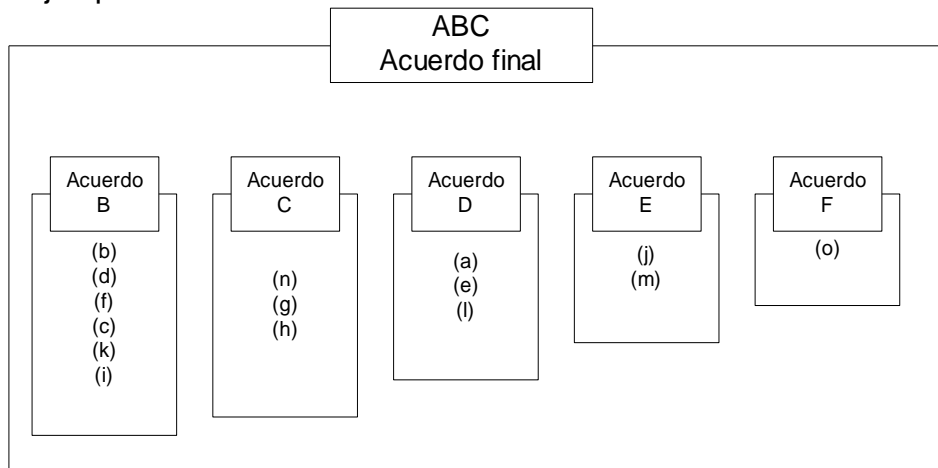 ABC
Acuerdo final
Acuerdo
B
(b)
(d)
(f)
(c)
(k)
(i)
Acuerdo
C
(n)
(g)
(h)
Acuerdo
D
(a)
(e)
(l)
Acuerdo
E
(j)
(m)
Acuerdo
F
(o)